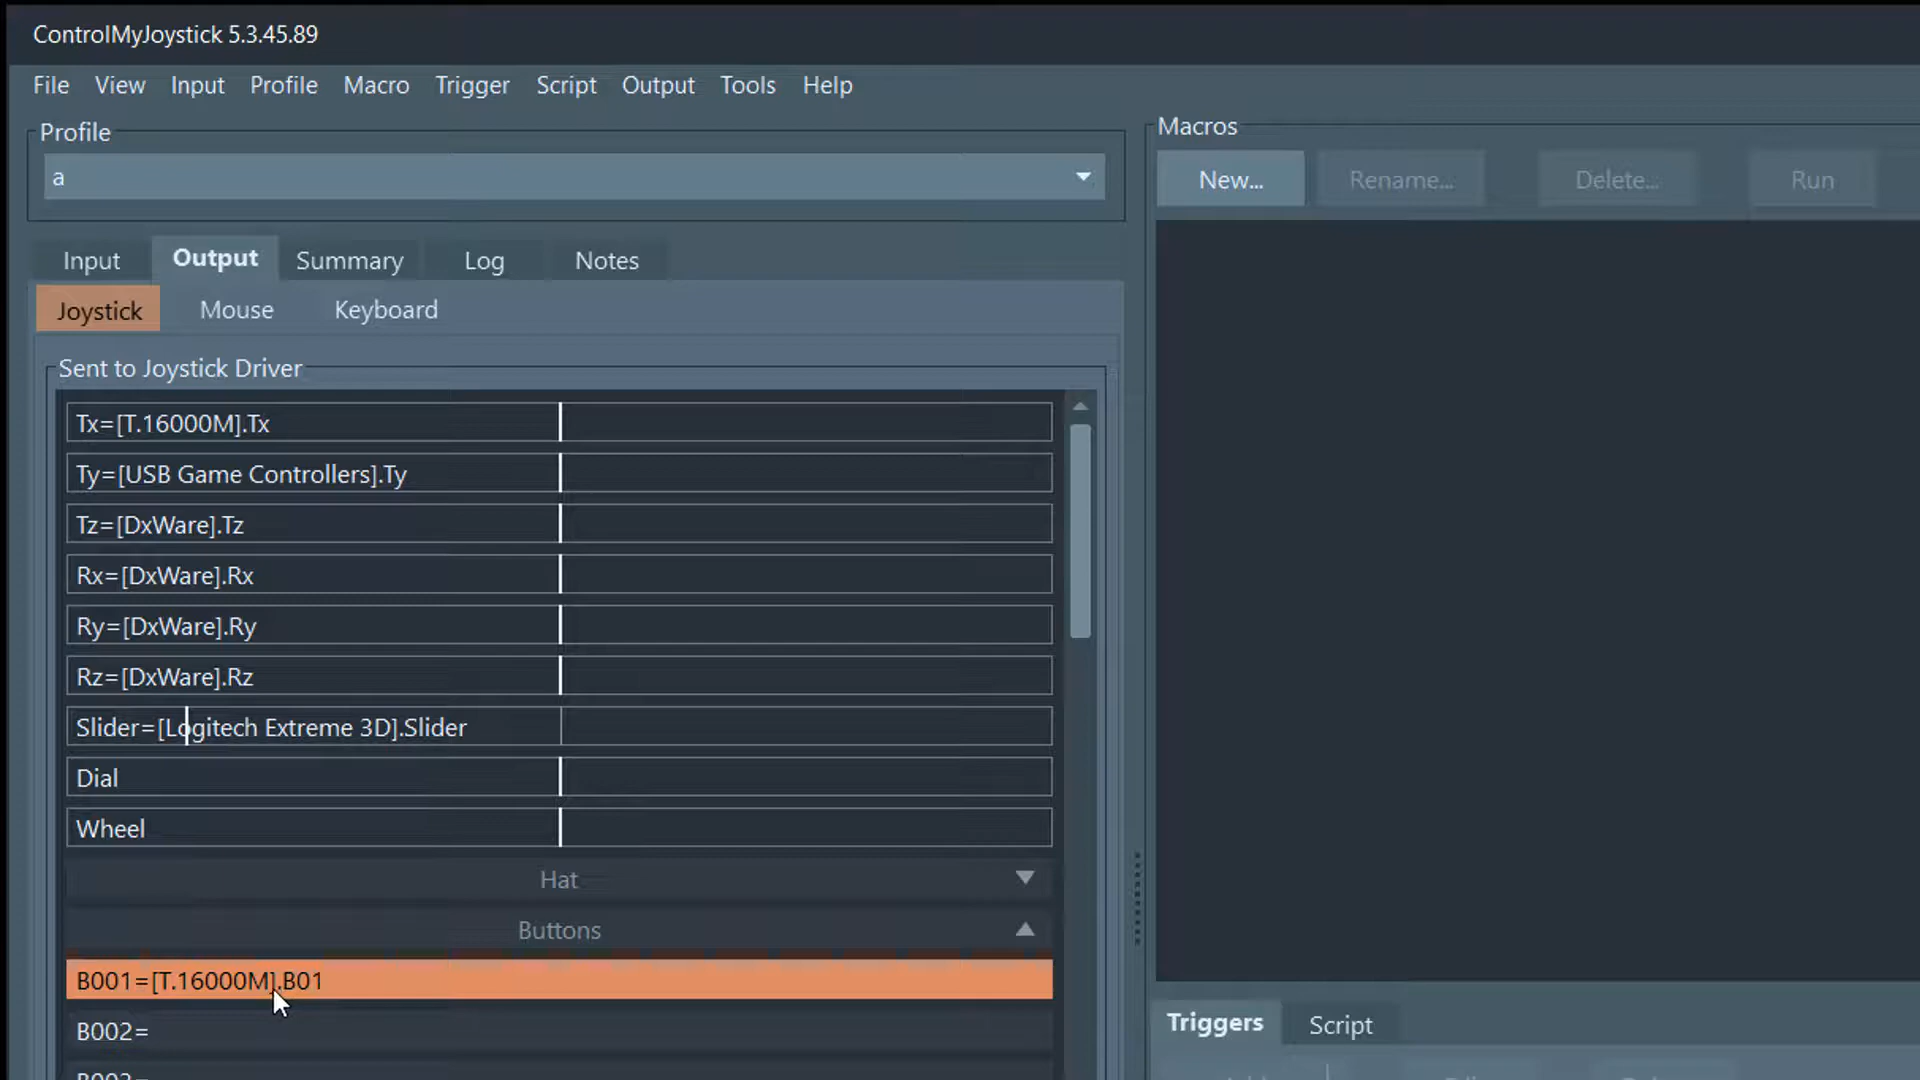 ControlMyJoystick 5.3.45.89
File View Input Profile Macro Trigger Script Output Tools Help
Profile
a
Input Output Summary Log Notes
Joystick Mouse Keyboard
Sent to Joystick Driver
Tx=[T.16000M].Tx
Ty=[USB Game Controllers].Ty
Tz=[DxWare].Tz
Rx=[DxWare].Rx
Ry=[DxWare].Ry
Rz=[DxWare].Rz
Slider=[Logitech Extreme 3D].Slider
Dial
Wheel
Hat
Buttons
B001=[T.16000M].B01
B002=
Macros
New... Rename... Delete... Run
Triggers Script